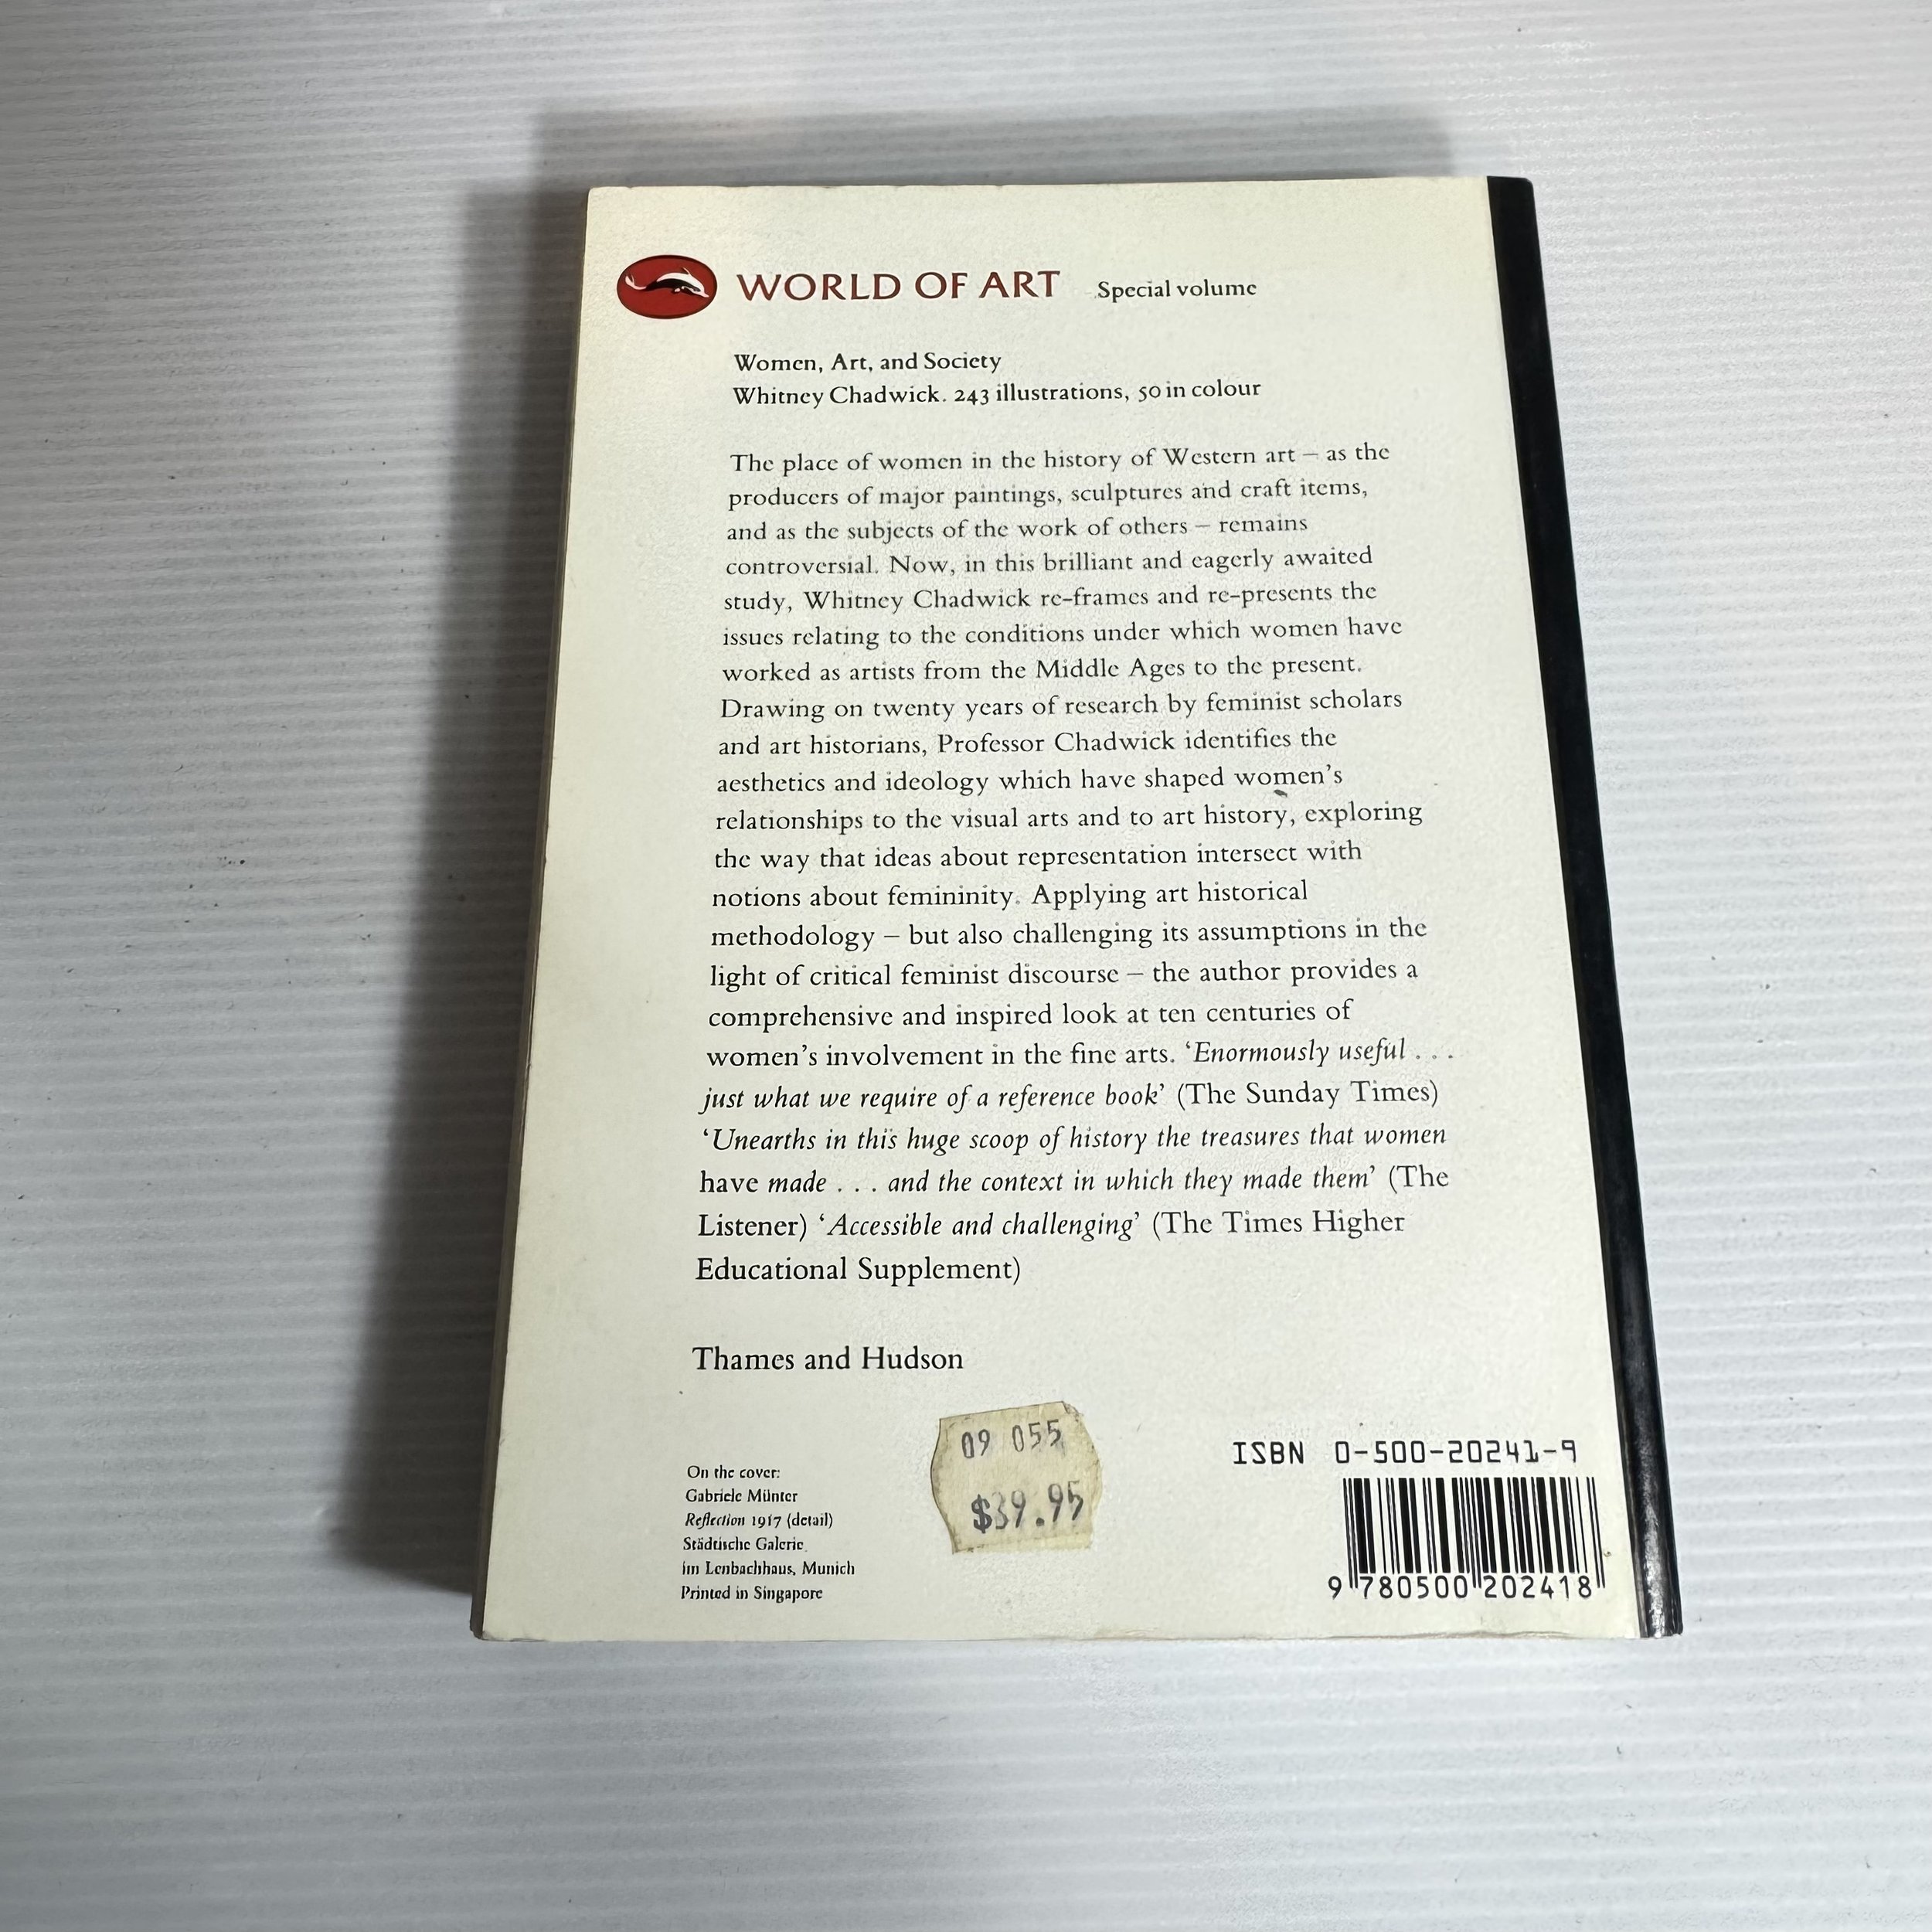 WORLD OF ART Special volume
Women, Art, and Society
Whitney Chadwick. 243 illustrations, 50 in colour
The place of women in the history of Western art – as the
producers of major paintings, sculptures and craft items,
and as the subjects of the work of others – remains
controversial. Now, in this brilliant and eagerly awaited
study, Whitney Chadwick re-frames and re-presents the
issues relating to the conditions under which women have
worked as artists from the Middle Ages to the present.
Drawing on twenty years of research by feminist scholars
and art historians, Professor Chadwick identifies the
aesthetics and ideology which have shaped women's
relationships to the visual arts and to art history, exploring
the way that ideas about representation intersect with
notions about femininity. Applying art historical
methodology – but also challenging its assumptions in the
light of critical feminist discourse – the author provides a
comprehensive and inspired look at ten centuries of
women's involvement in the fine arts. 'Enormously useful . . .
just what we require of a reference book' (The Sunday Times)
'Unearths in this huge scoop of history the treasures that women
have made . . . and the context in which they made them' (The
Listener) 'Accessible and challenging' (The Times Higher
Educational Supplement)
Thames and Hudson
On the cover:
Gabriele Münter
Reflection 1917 (detail)
Städtische Galerie
im Lenbachhaus, Munich
Printed in Singapore
09 055
$39.95
ISBN 0-500-20241-9
9 780500 202418